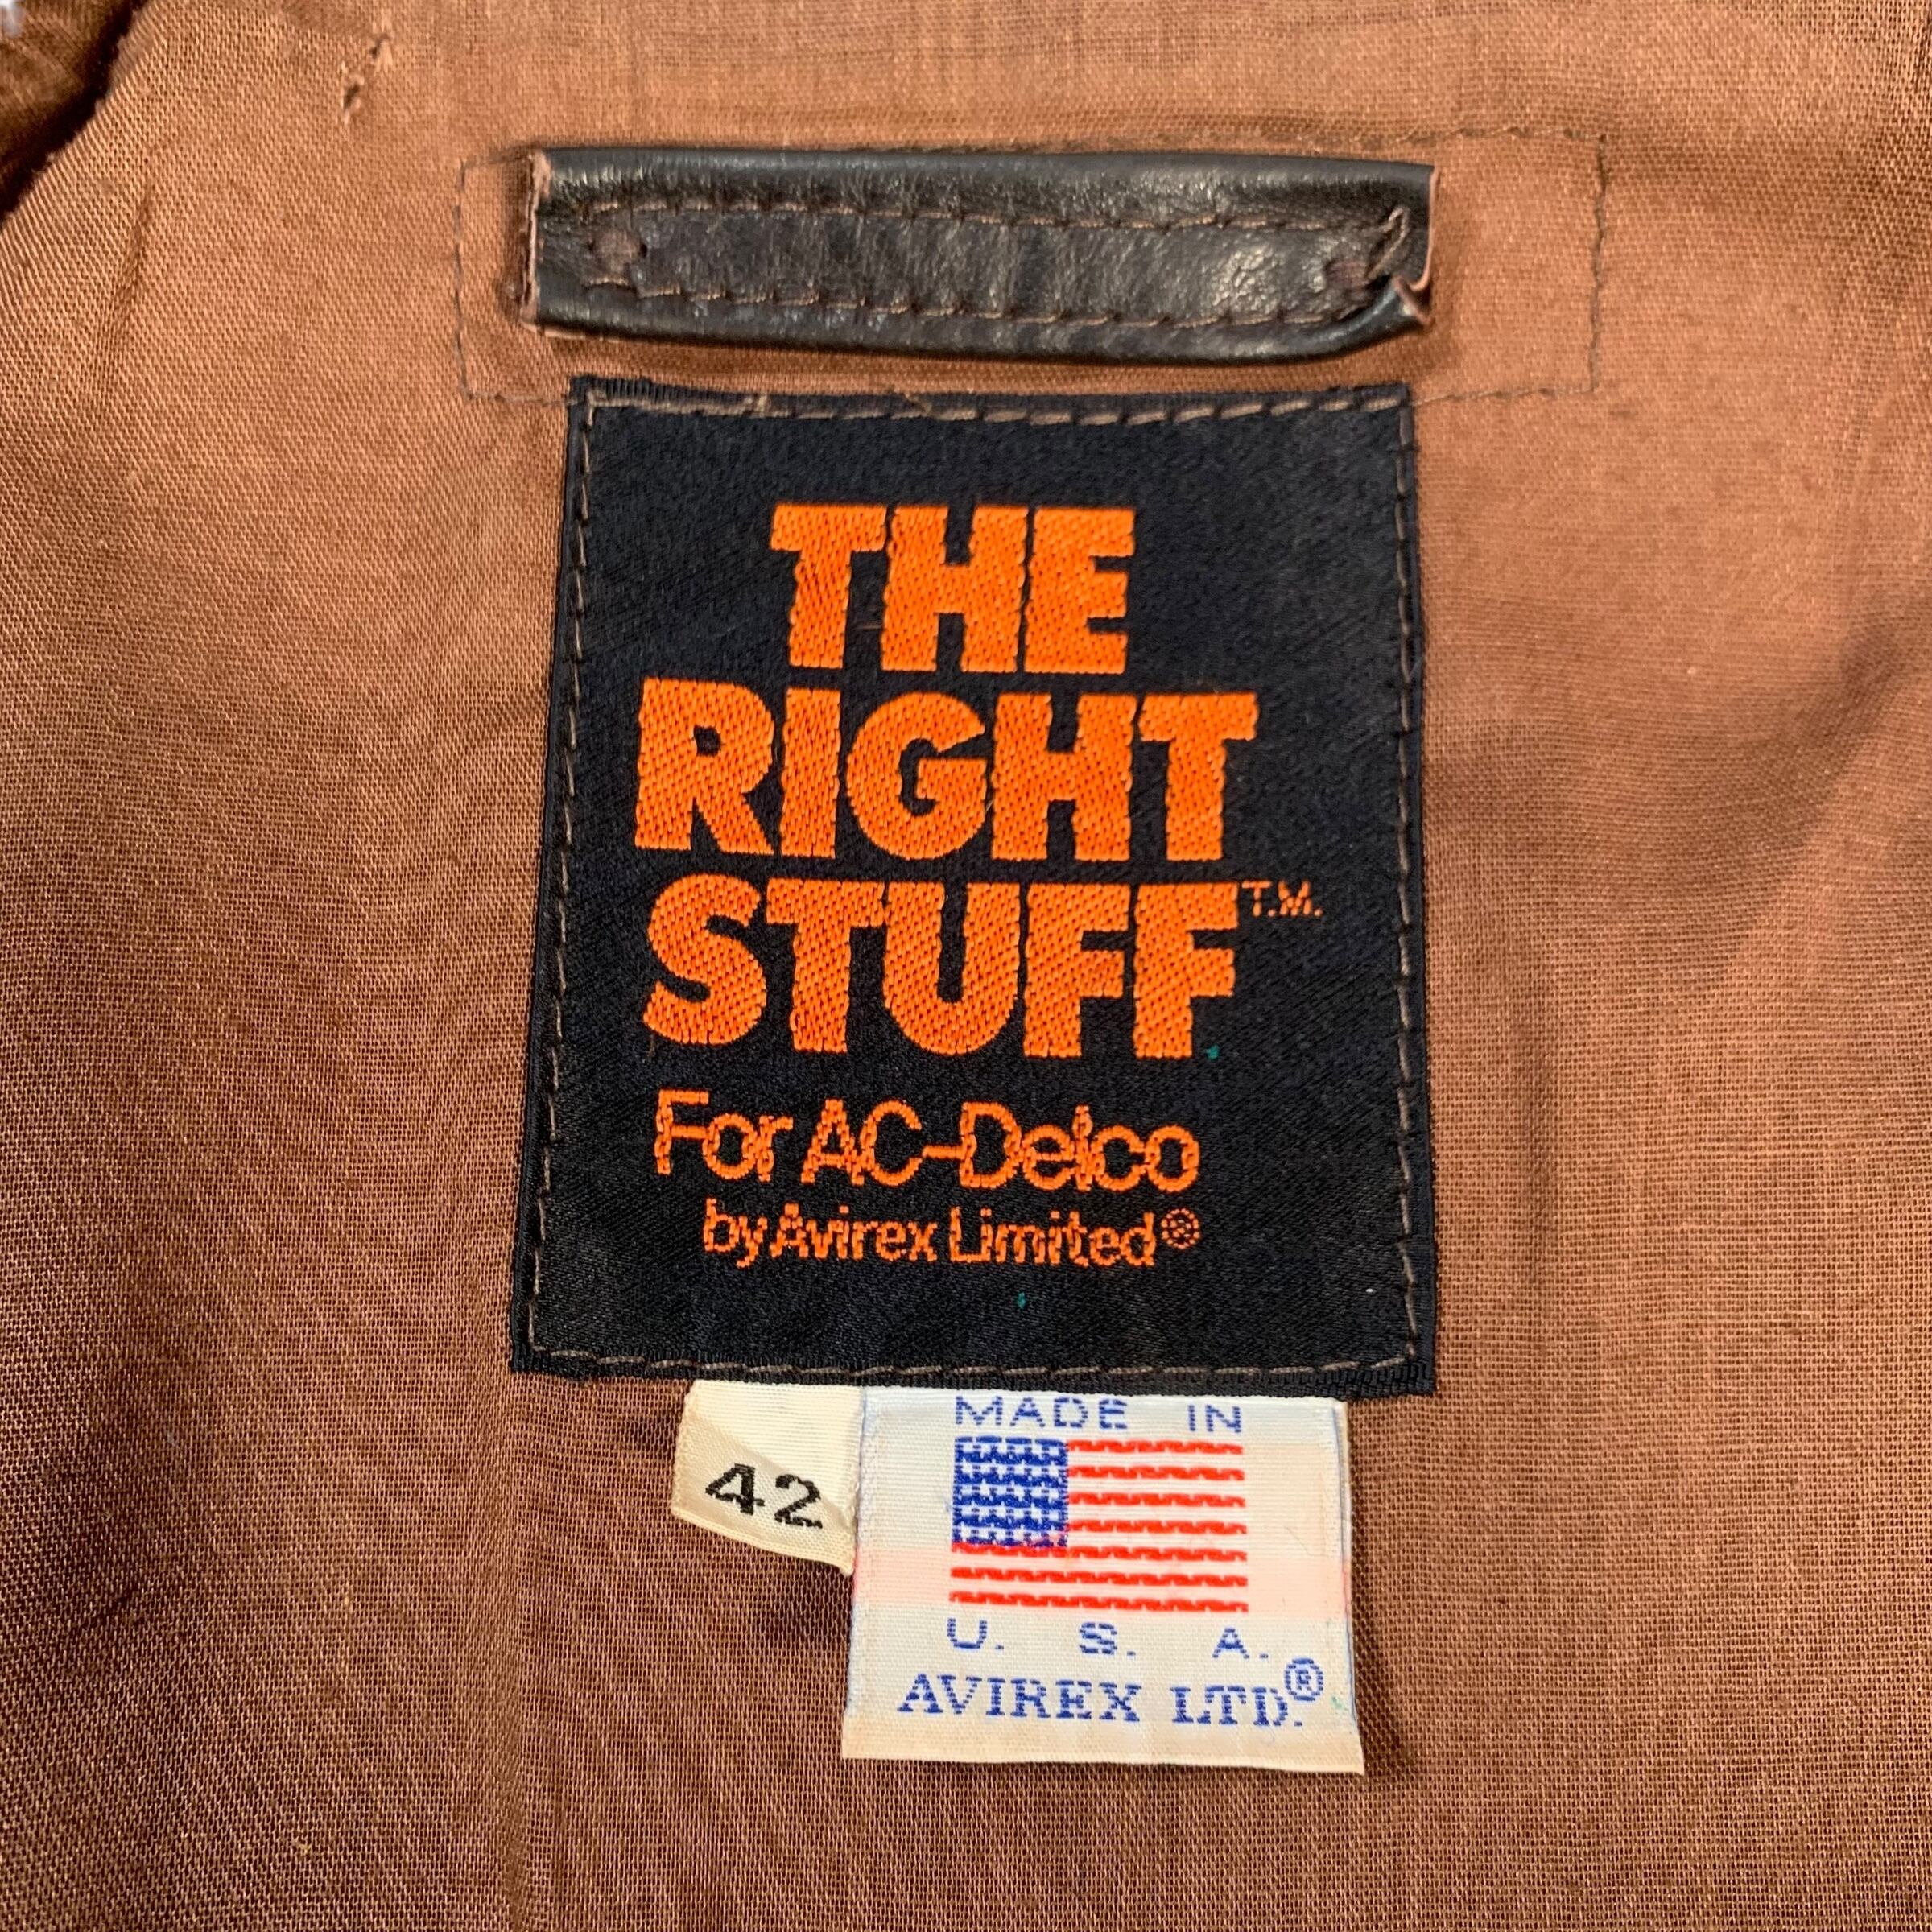 THE
RIGHT
STUFF T.M.
For AC-Delco
by Avirex Limited®
42
MADE IN
U. S. A.
AVIREX LTD.®